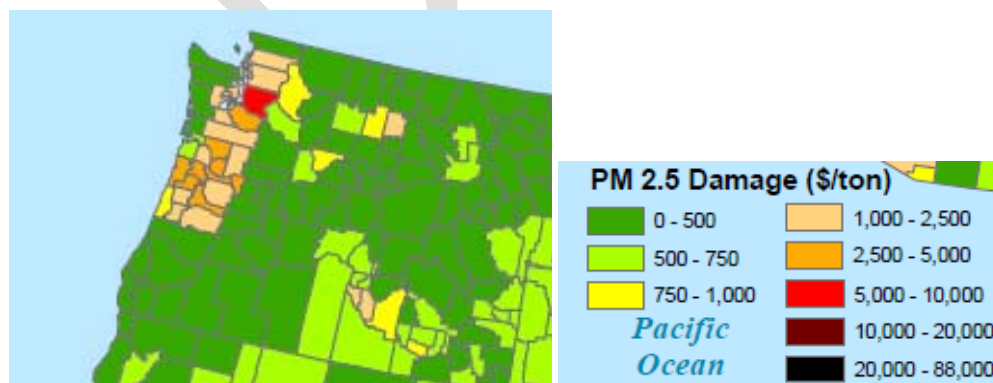 PM 2.5 Damage ($/ton)
0 - 500
500 - 750
750 - 1,000
1,000 - 2,500
2,500 - 5,000
5,000 - 10,000
10,000 - 20,000
20,000 - 88,000
Pacific
Ocean